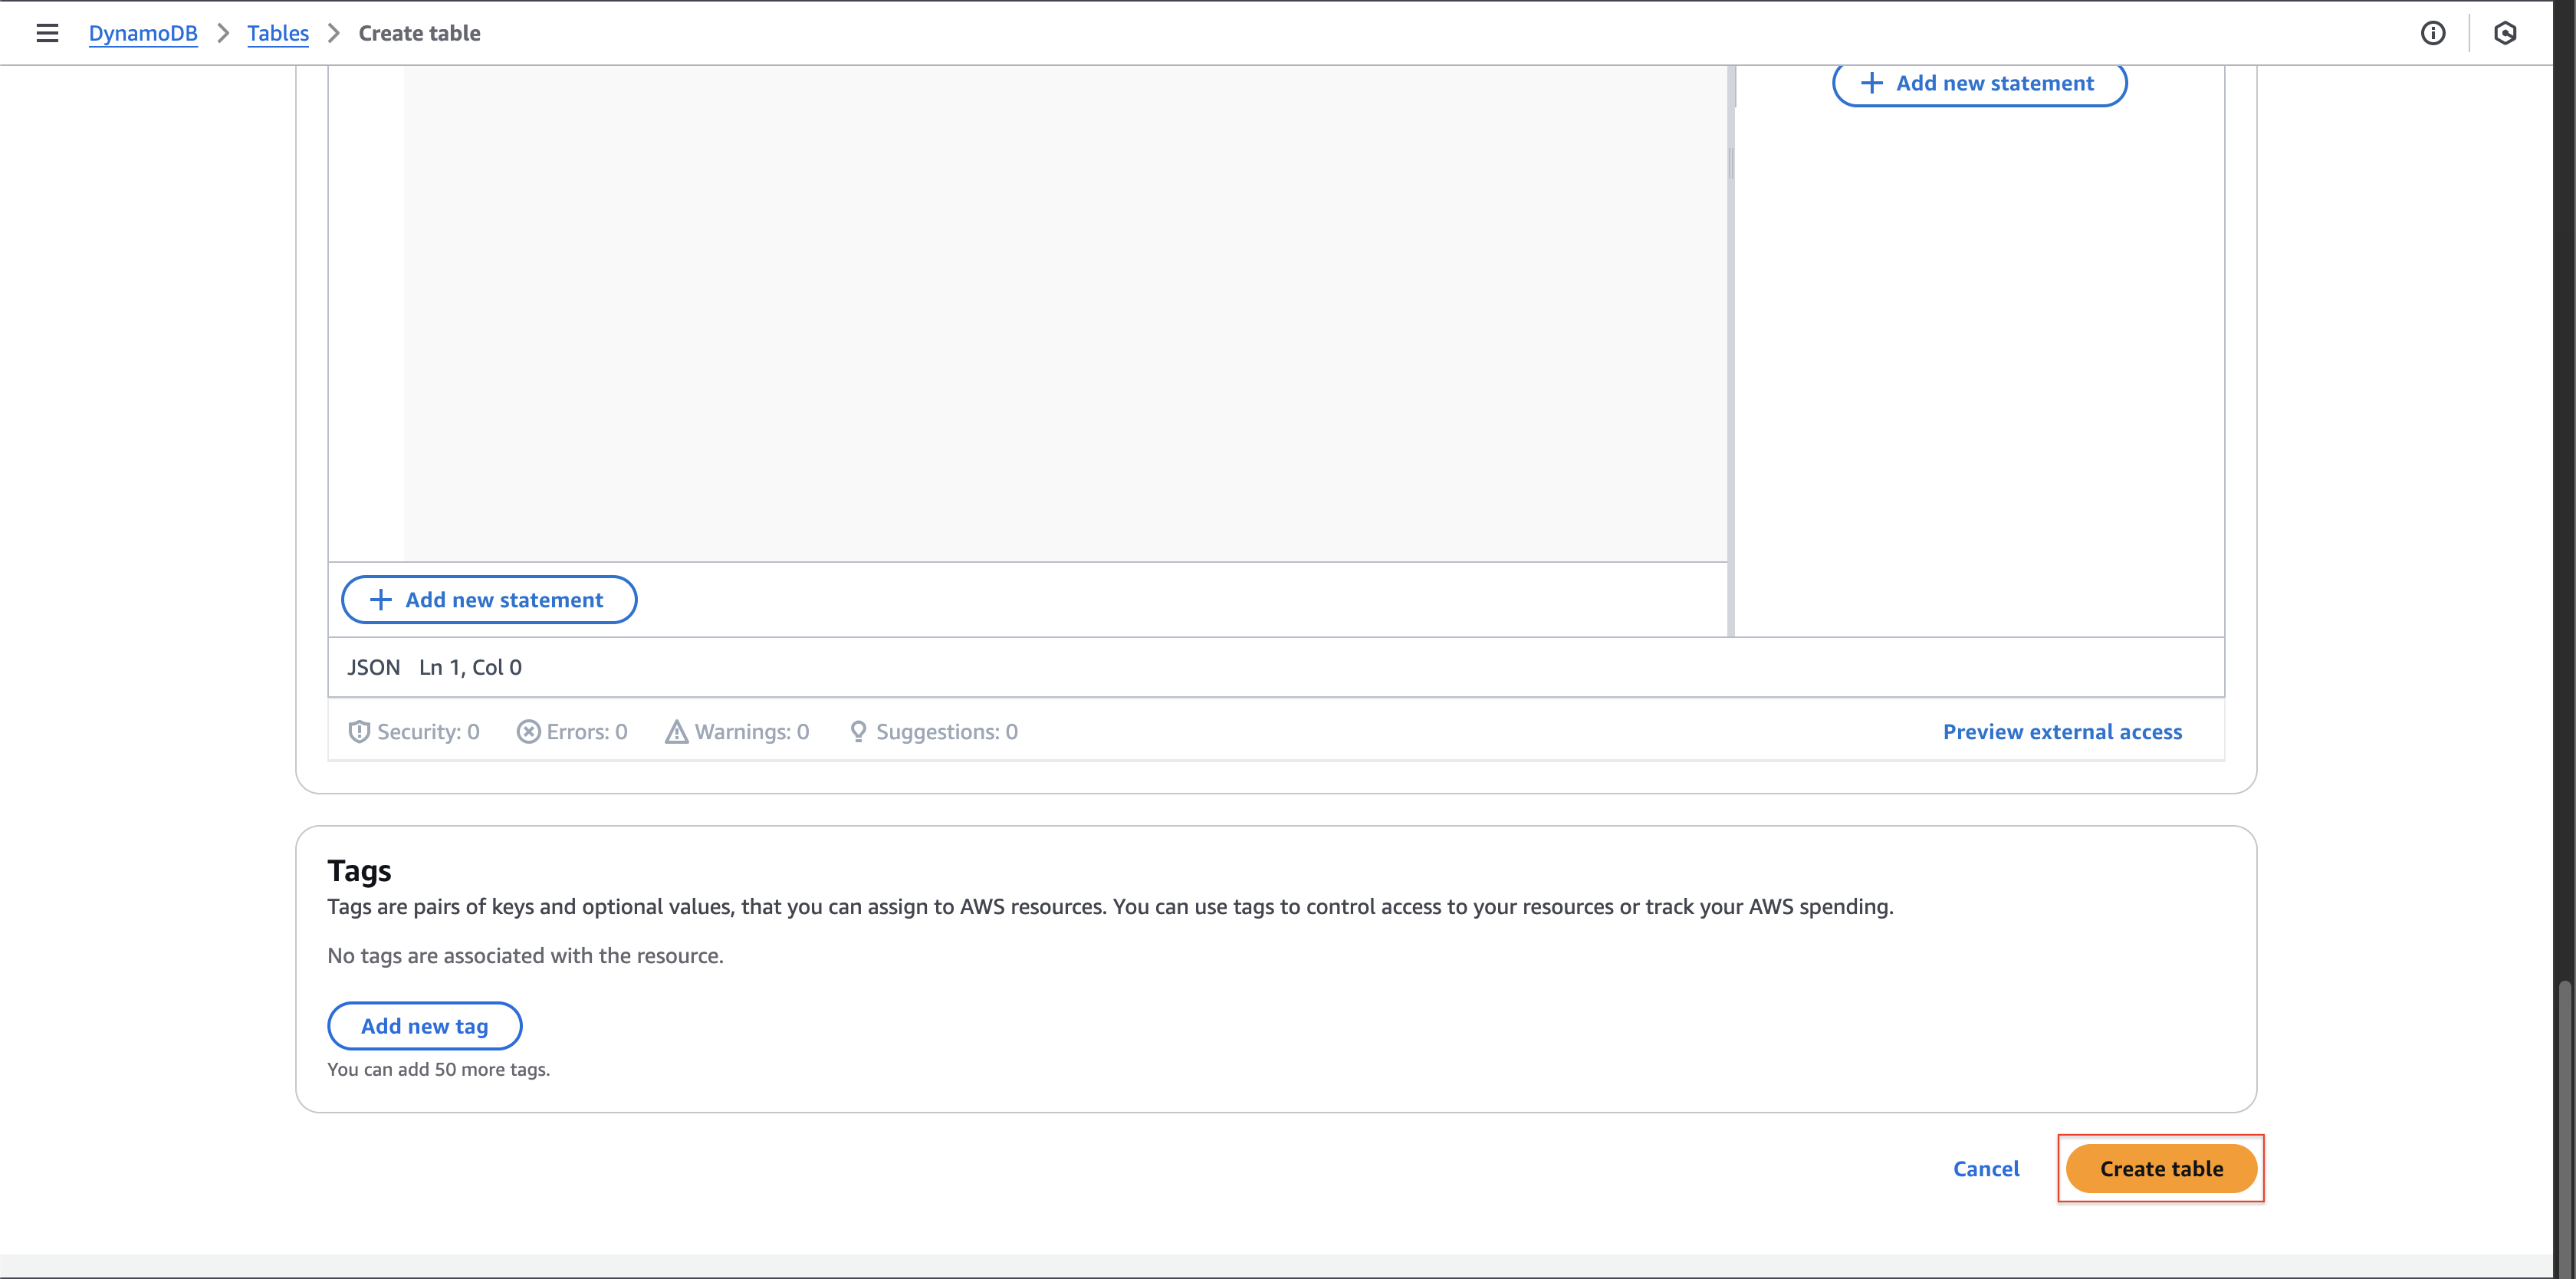 DynamoDB > Tables > Create table
Add new statement
Add new statement
JSON Ln 1, Col 0
Security: 0 Errors: 0 Warnings: 0 Suggestions: 0 Preview external access
Tags
Tags are pairs of keys and optional values, that you can assign to AWS resources. You can use tags to control access to your resources or track your AWS spending.
No tags are associated with the resource.
Add new tag
You can add 50 more tags.
Cancel Create table